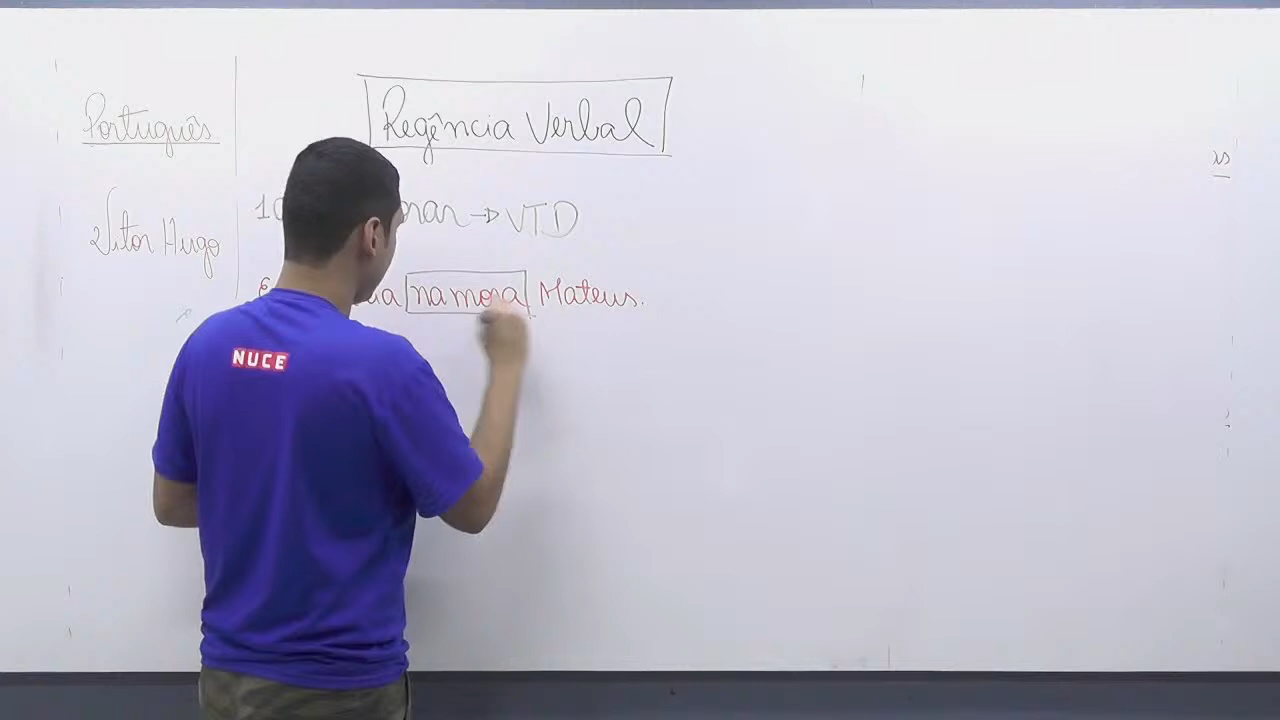 Português
Vitor Hugo
Regência Verbal
→ VTD
namora Mateus.
NUCE